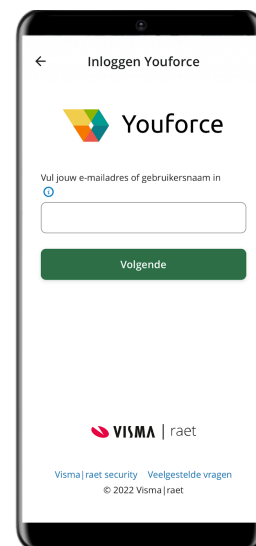 Inloggen Youforce
Youforce
Vul jouw e-mailadres of gebruikersnaam in
Volgende
VISMA | raet
Visma|raet security Veelgestelde vragen
© 2022 Visma|raet